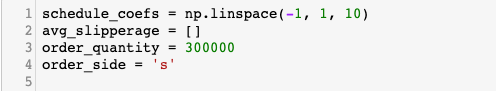 1 schedule_coefs = np.linspace(-1, 1, 10)
2 avg_slipperage = []
3 order_quantity = 300000
4 order_side = 's'
5